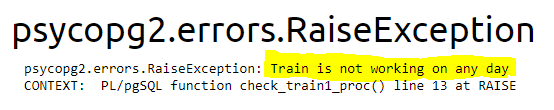 psycopg2.errors.RaiseException
psycopg2.errors.RaiseException: Train is not working on any day
CONTEXT:  PL/pgSQL function check_train1_proc() line 13 at RAISE